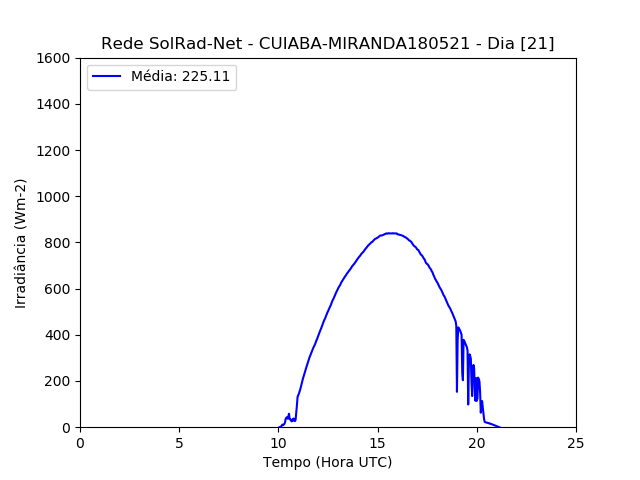 Rede SolRad-Net - CUIABA-MIRANDA180521 - Dia [21]
Média: 225.11
1600
1400
1200
1000
800
600
400
200
0
Irradiância (Wm-2)
0 5 10 15 20 25
Tempo (Hora UTC)